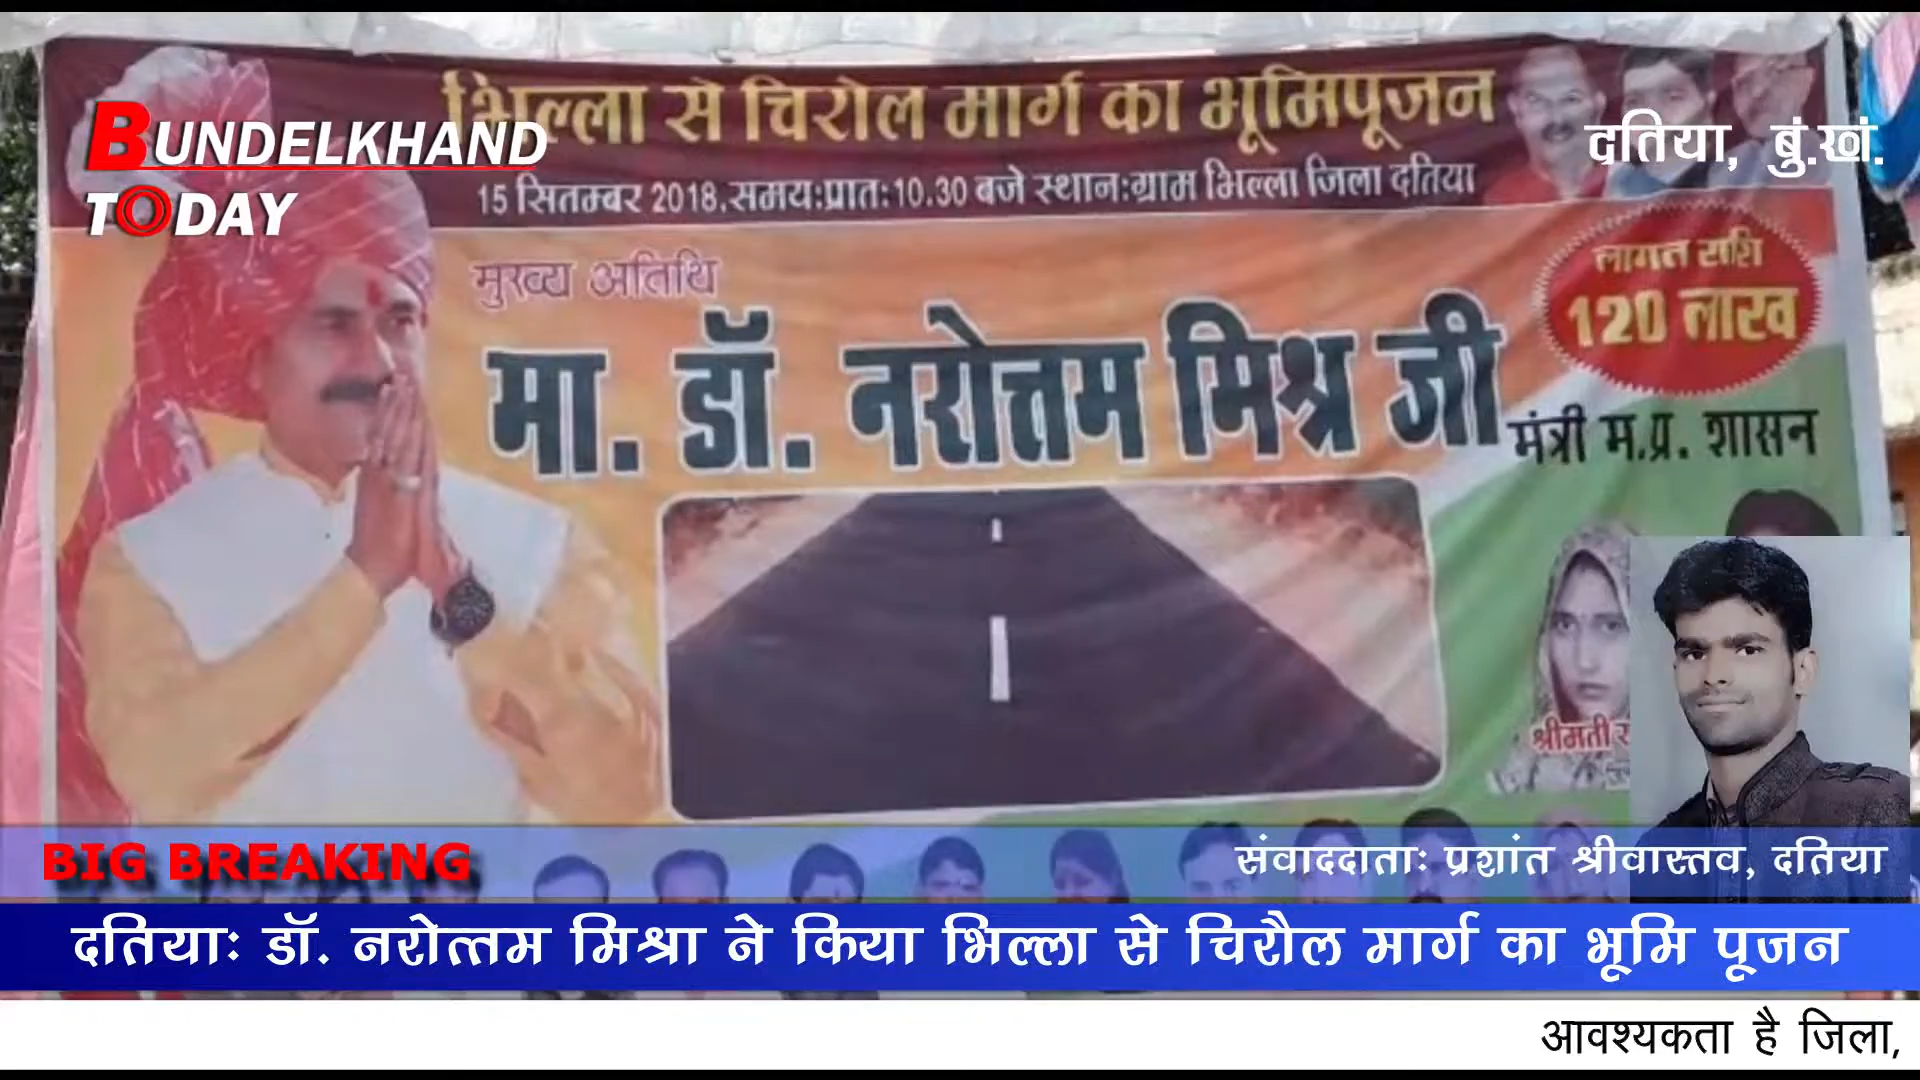 भिल्ला से चिरोल मार्ग का भूमिपूजन
BUNDELKHAND
TODAY
दतिया, बुं.खं.
15 सितम्बर 2018.समय:प्रात:10.30 बजे स्थान:ग्राम भिल्ला जिला दतिया
मुख्य अतिथि
लागत राशि
120 लाख
मा. डॉ. नरोत्तम मिश्र जी
मंत्री म.प्र. शासन
श्रीमती
BIG BREAKING
संवाददाताः प्रशांत श्रीवास्तव, दतिया
दतियाः डॉ. नरोत्तम मिश्रा ने किया भिल्ला से चिरौल मार्ग का भूमि पूजन
आवश्यकता है जिला,